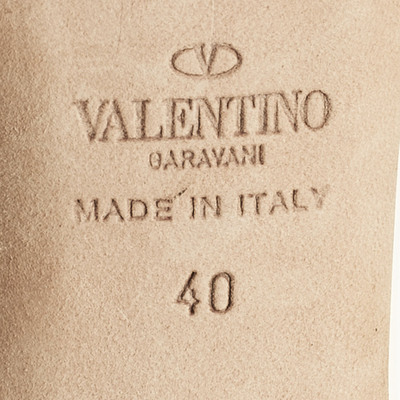 V
VALENTINO
GARAVANI
MADE IN ITALY
40